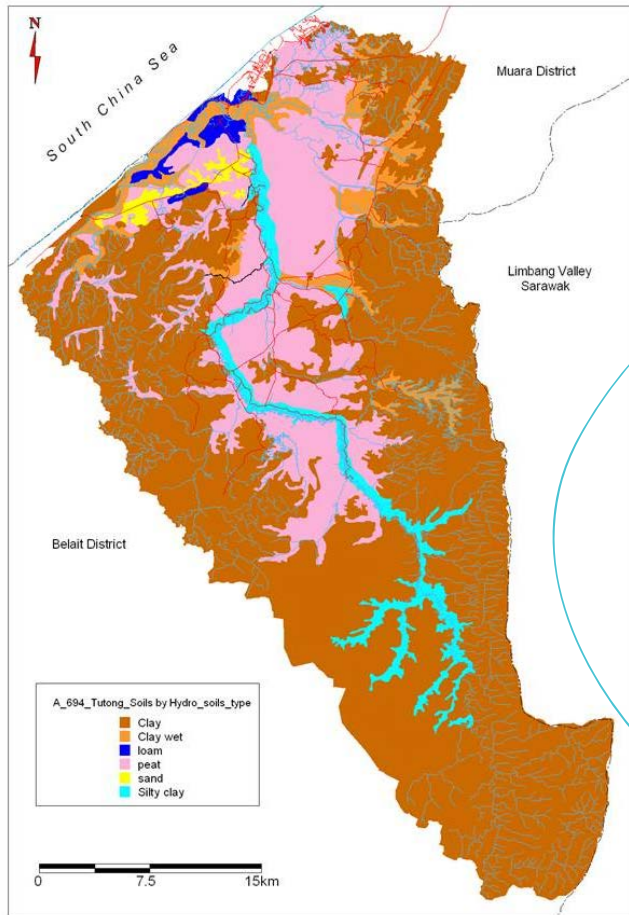 N
South China Sea
Muara District
Limbang Valley
Sarawak
Belait District
A_694_Tutong_Soils by Hydro_soils_type
Clay
Clay wet
loam
peat
sand
Silty clay
0 7.5 15km